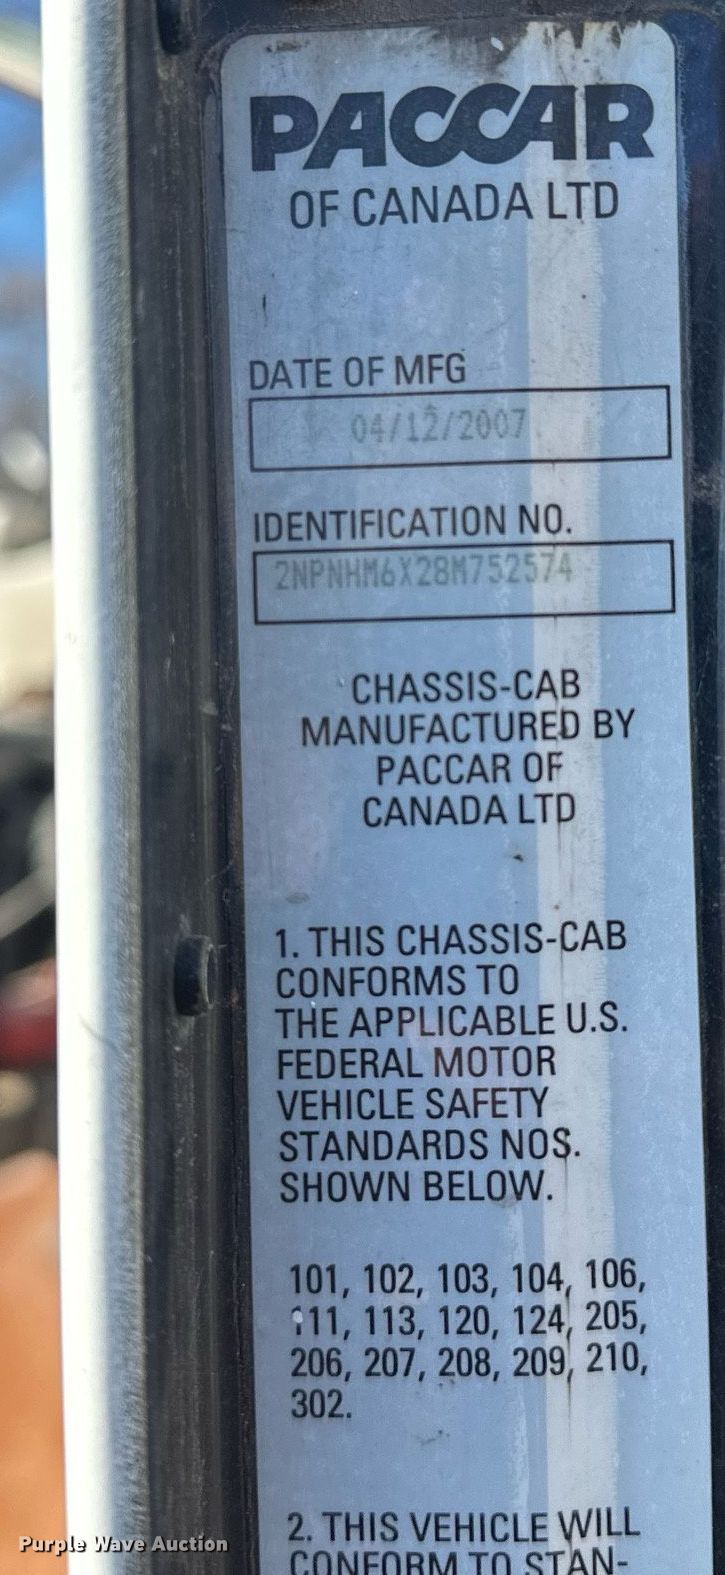 PACCAR
OF CANADA LTD
DATE OF MFG
04/12/2007
IDENTIFICATION NO.
2NPNHM6X28M752574
CHASSIS-CAB
MANUFACTURED BY
PACCAR OF
CANADA LTD
1. THIS CHASSIS-CAB
CONFORMS TO
THE APPLICABLE U.S.
FEDERAL MOTOR
VEHICLE SAFETY
STANDARDS NOS.
SHOWN BELOW.
101, 102, 103, 104, 106,
111, 113, 120, 124, 205,
206, 207, 208, 209, 210,
302.
2. THIS VEHICLE WILL
CONFORM TO STAN-
Purple Wave Auction